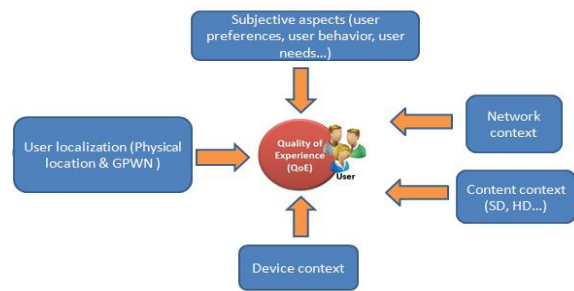 Subjective aspects (user
preferences, user behavior, user
needs...)
User localization (Physical
location & GPWN )
Quality of
Experience
(QoE)
User
Network
context
Content context
(SD, HD...)
Device context